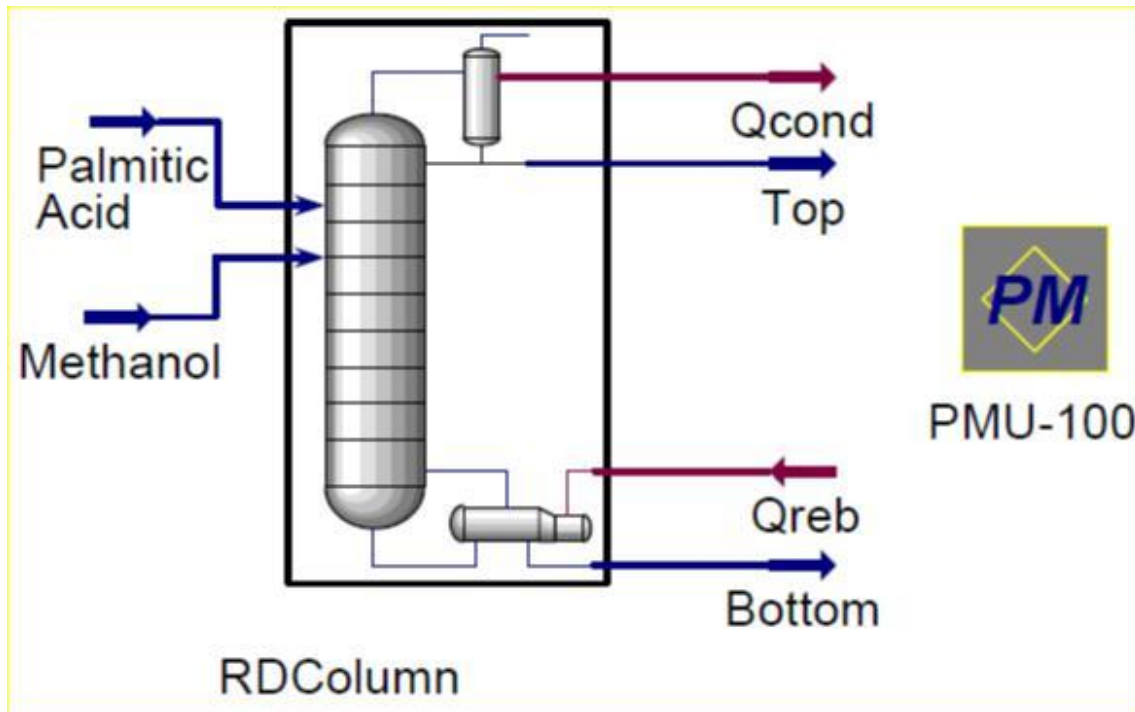 Palmitic
Acid
Methanol
Qcond
Top
PM
PMU-100
Qreb
Bottom
RDColumn